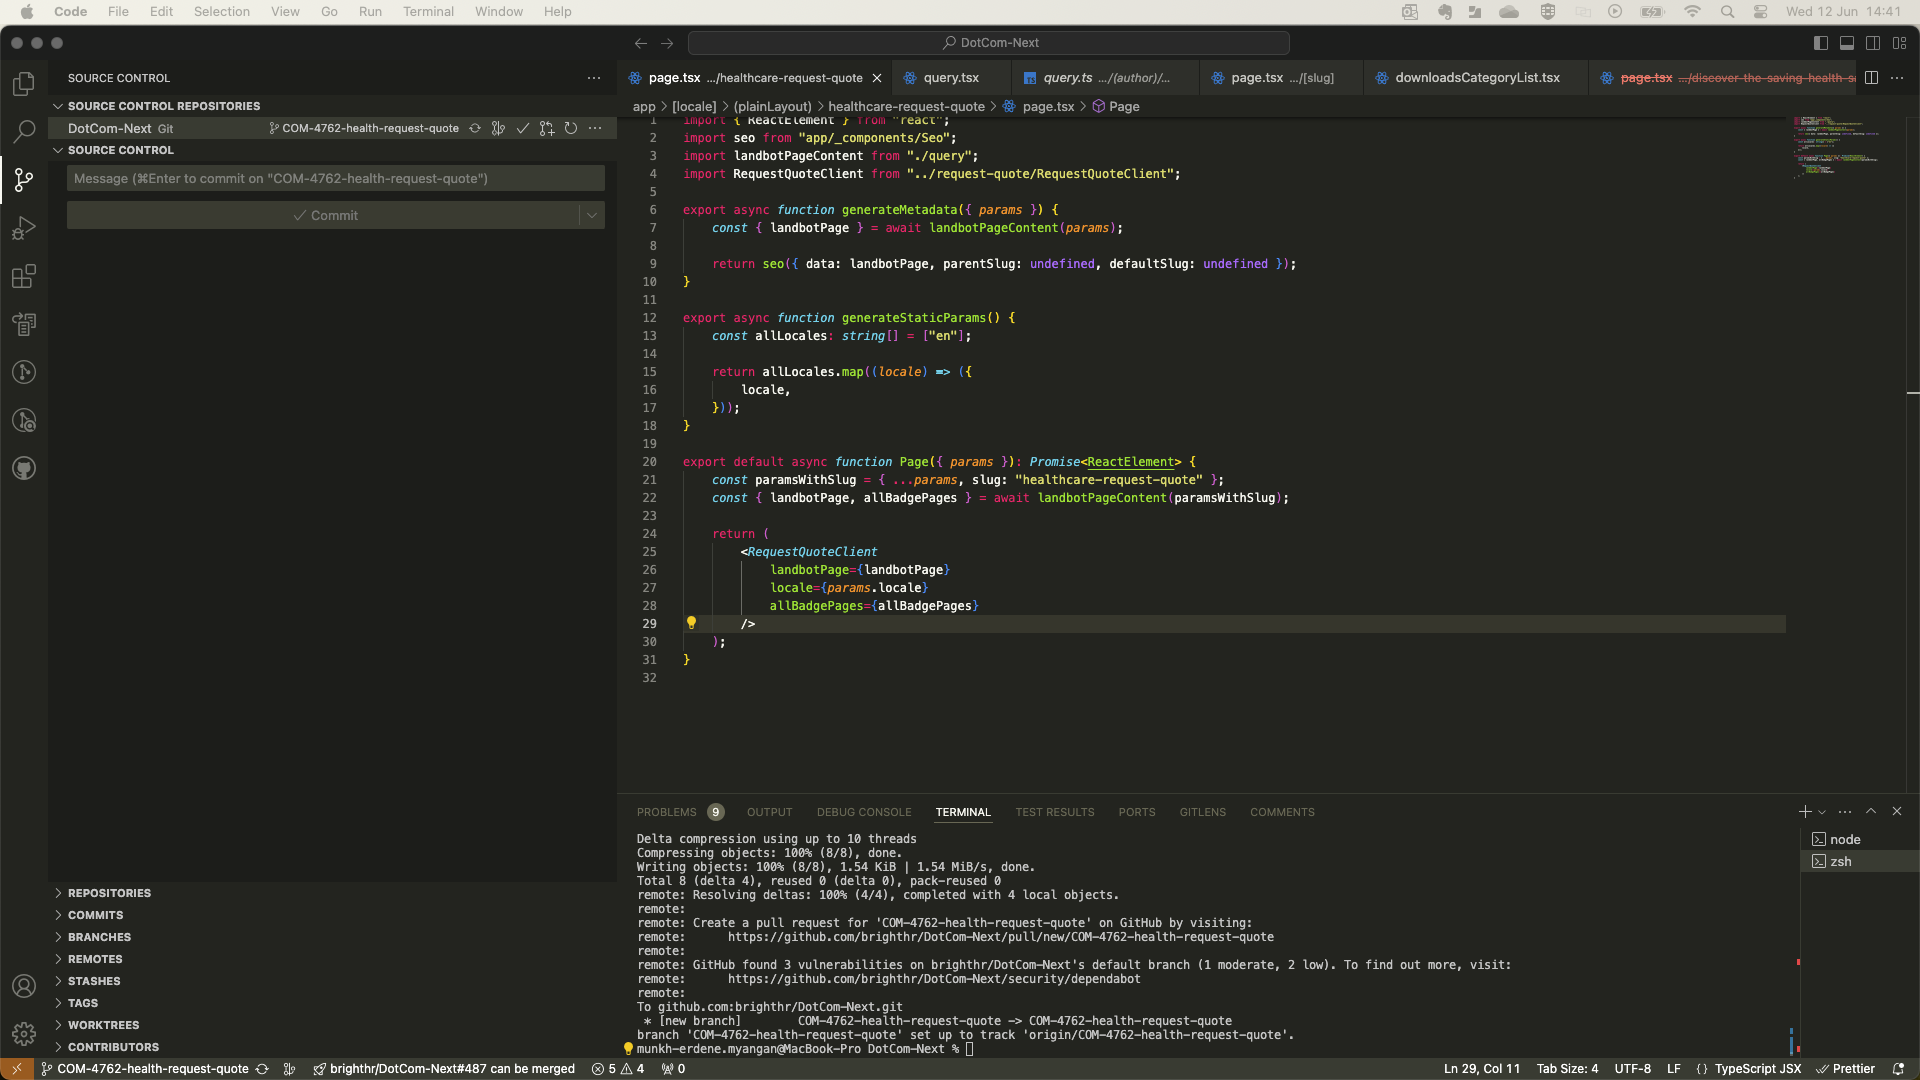 Code File Edit Selection View Go Run Terminal Window Help Wed 12 Jun 14:41
DotCom-Next
SOURCE CONTROL
SOURCE CONTROL REPOSITORIES
DotCom-Next Git COM-4762-health-request-quote
SOURCE CONTROL
Message (⌘Enter to commit on "COM-4762-health-request-quote")
Commit
REPOSITORIES
COMMITS
BRANCHES
REMOTES
STASHES
TAGS
WORKTREES
CONTRIBUTORS
page.tsx .../healthcare-request-quote query.tsx query.ts .../(author)/... page.tsx .../[slug] downloadsCategoryList.tsx page.tsx .../discover-the-saving-health-s
app > [locale] > (plainLayout) > healthcare-request-quote > page.tsx > Page
1 import { ReactElement } from "react";
2 import seo from "app/_components/Seo";
3 import landbotPageContent from "./query";
4 import RequestQuoteClient from "../request-quote/RequestQuoteClient";
5
6 export async function generateMetadata({ params }) {
7 const { landbotPage } = await landbotPageContent(params);
8
9 return seo({ data: landbotPage, parentSlug: undefined, defaultSlug: undefined });
10 }
11
12 export async function generateStaticParams() {
13 const allLocales: string[] = ["en"];
14
15 return allLocales.map((locale) => ({
16 locale,
17 }));
18 }
19
20 export default async function Page({ params }): Promise<ReactElement> {
21 const paramsWithSlug = { ...params, slug: "healthcare-request-quote" };
22 const { landbotPage, allBadgePages } = await landbotPageContent(paramsWithSlug);
23
24 return (
25 <RequestQuoteClient
26 landbotPage={landbotPage}
27 locale={params.locale}
28 allBadgePages={allBadgePages}
29 />
30 );
31 }
32
PROBLEMS 9 OUTPUT DEBUG CONSOLE TERMINAL TEST RESULTS PORTS GITLENS COMMENTS
Delta compression using up to 10 threads
Compressing objects: 100% (8/8), done.
Writing objects: 100% (8/8), 1.54 KiB | 1.54 MiB/s, done.
Total 8 (delta 4), reused 0 (delta 0), pack-reused 0
remote: Resolving deltas: 100% (4/4), completed with 4 local objects.
remote:
remote: Create a pull request for 'COM-4762-health-request-quote' on GitHub by visiting:
remote: https://github.com/brighthr/DotCom-Next/pull/new/COM-4762-health-request-quote
remote:
remote: GitHub found 3 vulnerabilities on brighthr/DotCom-Next's default branch (1 moderate, 2 low). To find out more, visit:
remote: https://github.com/brighthr/DotCom-Next/security/dependabot
remote:
To github.com:brighthr/DotCom-Next.git
* [new branch] COM-4762-health-request-quote -> COM-4762-health-request-quote
branch 'COM-4762-health-request-quote' set up to track 'origin/COM-4762-health-request-quote'.
munkh-erdene.myangan@MacBook-Pro DotCom-Next %
node
zsh
COM-4762-health-request-quote brighthr/DotCom-Next#487 can be merged 5 4 0 Ln 29, Col 11 Tab Size: 4 UTF-8 LF {} TypeScript JSX Prettier